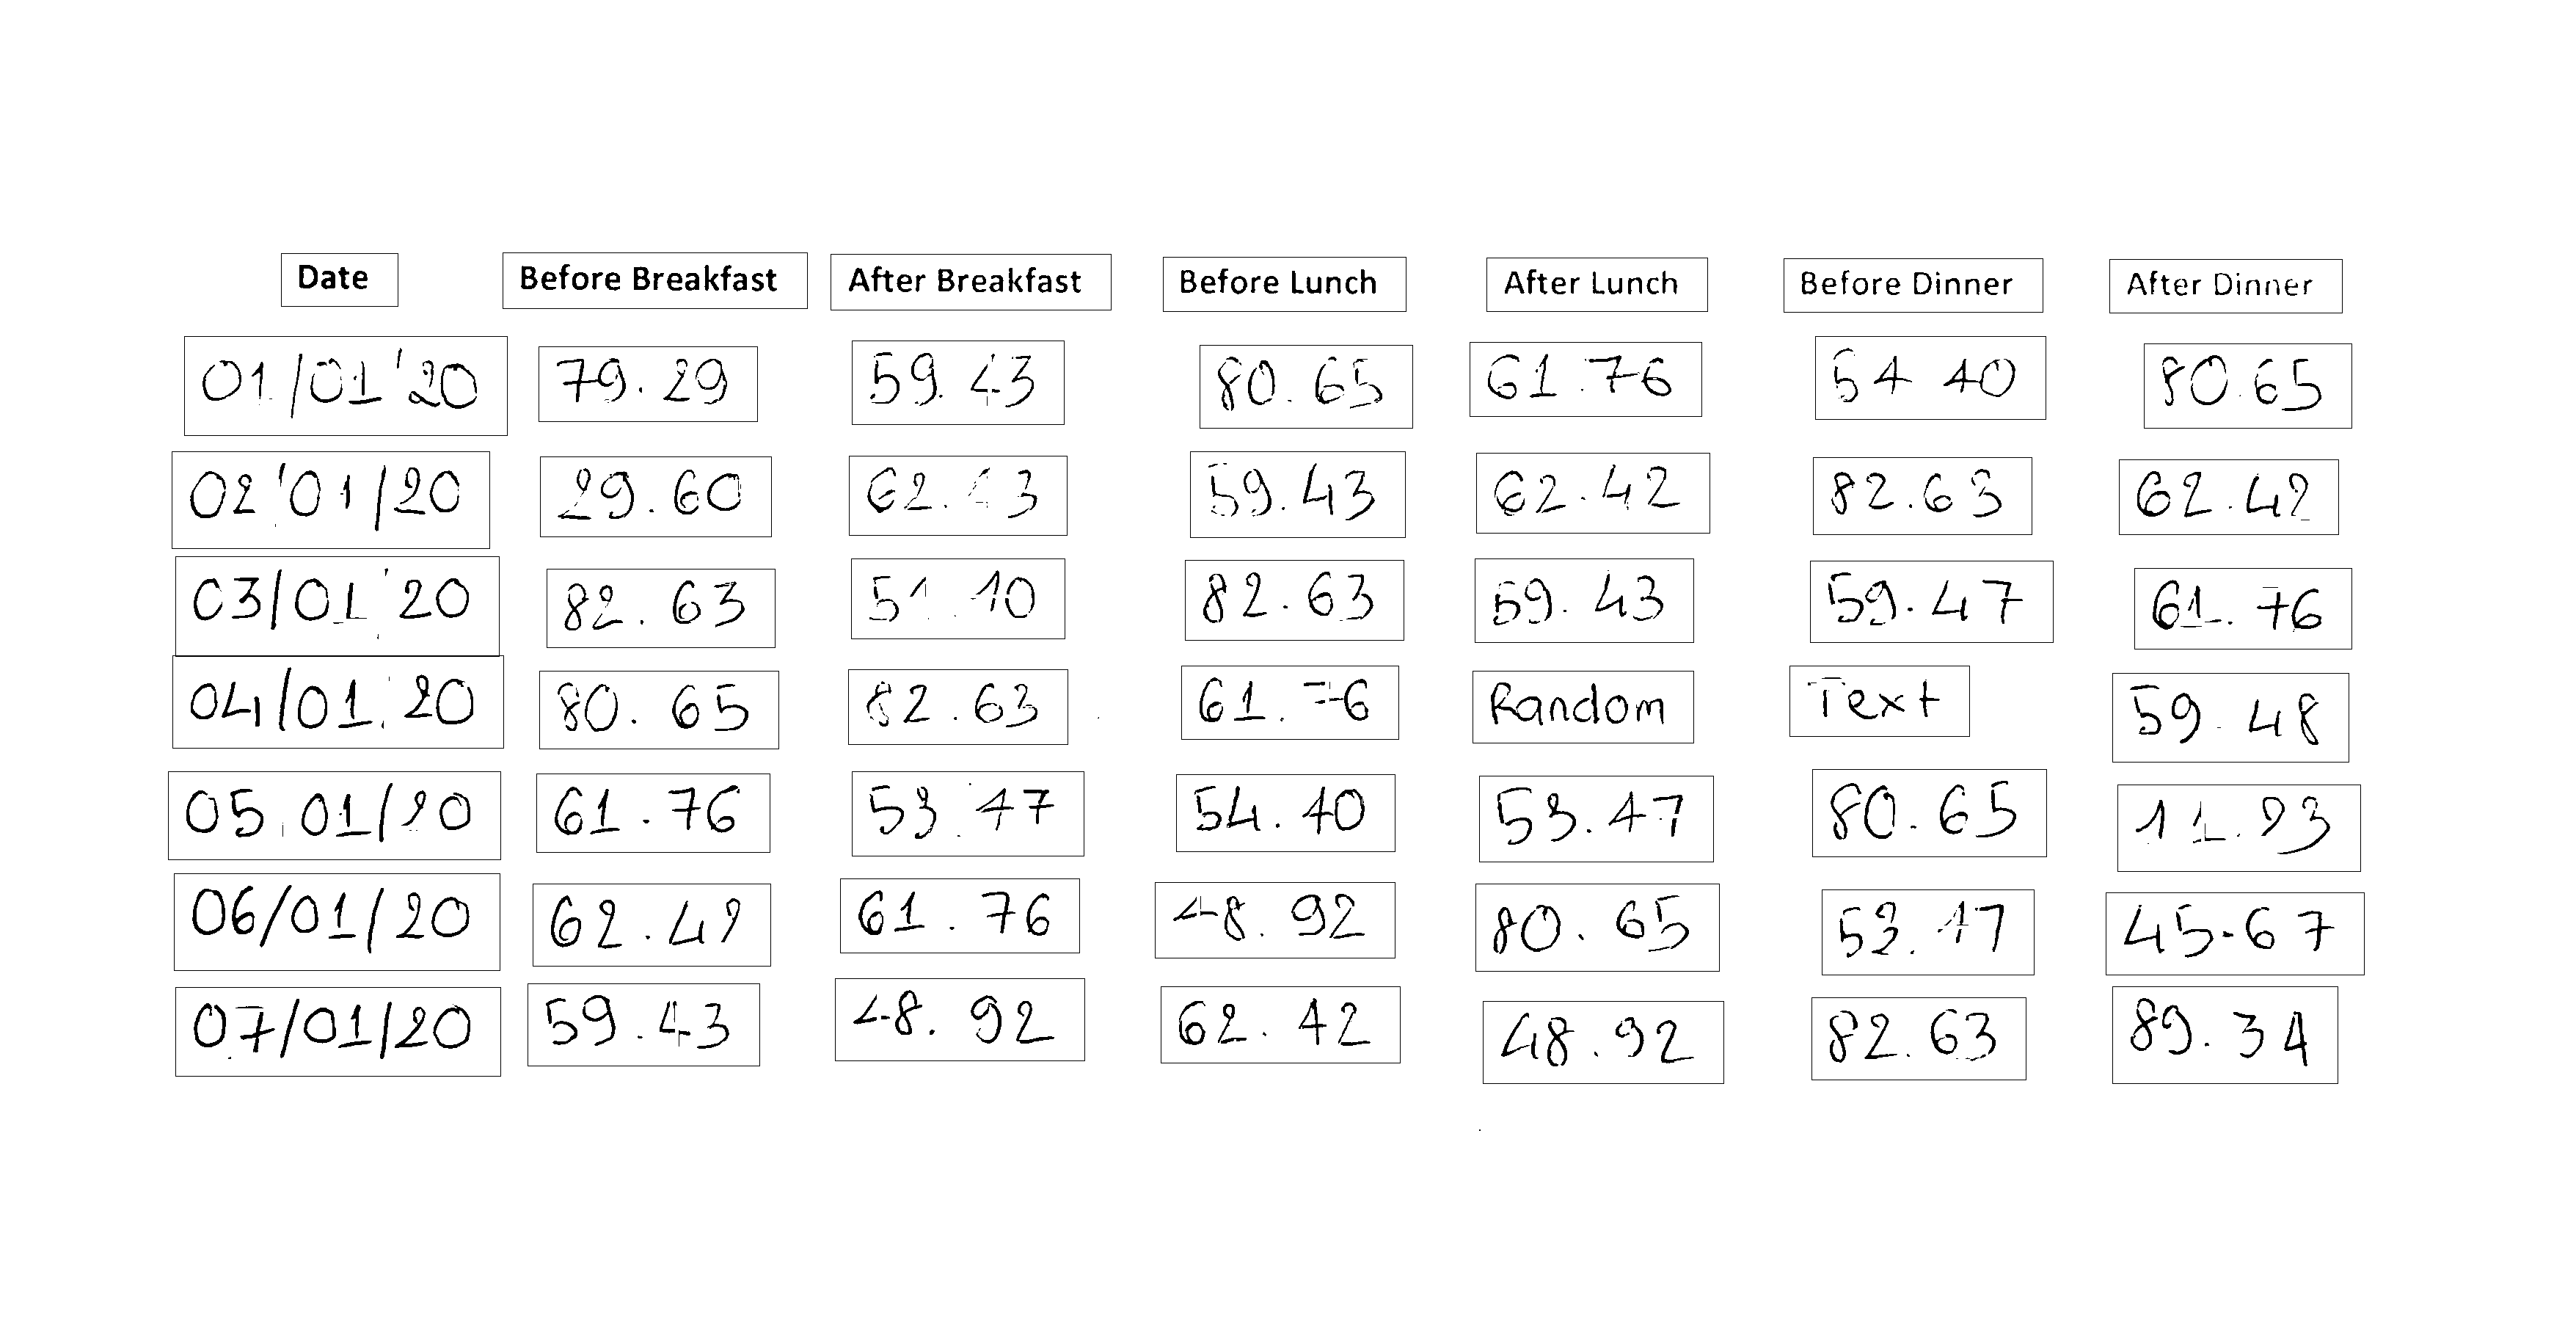 Date Before Breakfast After Breakfast Before Lunch After Lunch Before Dinner After Dinner
01/01/20 79.29 59.43 80.65 61.76 54.40 80.65
02/01/20 29.60 62.43 59.43 62.42 82.63 62.42
03/01/20 82.63 82.63 59.43 59.47 61.76
04/01/20 80.65 82.63 61.76 Random Text 59.48
05/01/20 61.76 53.47 54.40 53.47 80.65 11.93
06/01/20 62.42 61.76 48.92 80.65 53.47 45.67
07/01/20 59.43 48.92 62.42 48.92 82.63 89.34